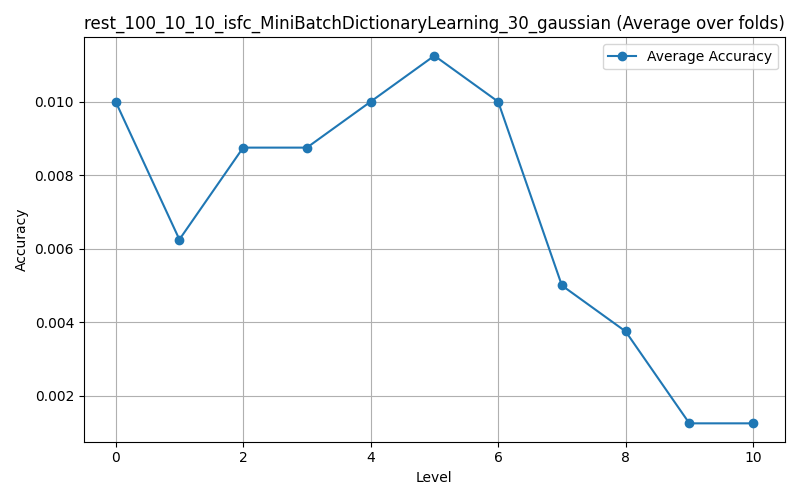 rest_100_10_10_isfc_MiniBatchDictionaryLearning_30_gaussian (Average over folds)
Average Accuracy
Accuracy
0.010
0.008
0.006
0.004
0.002
0 2 4 6 8 10
Level